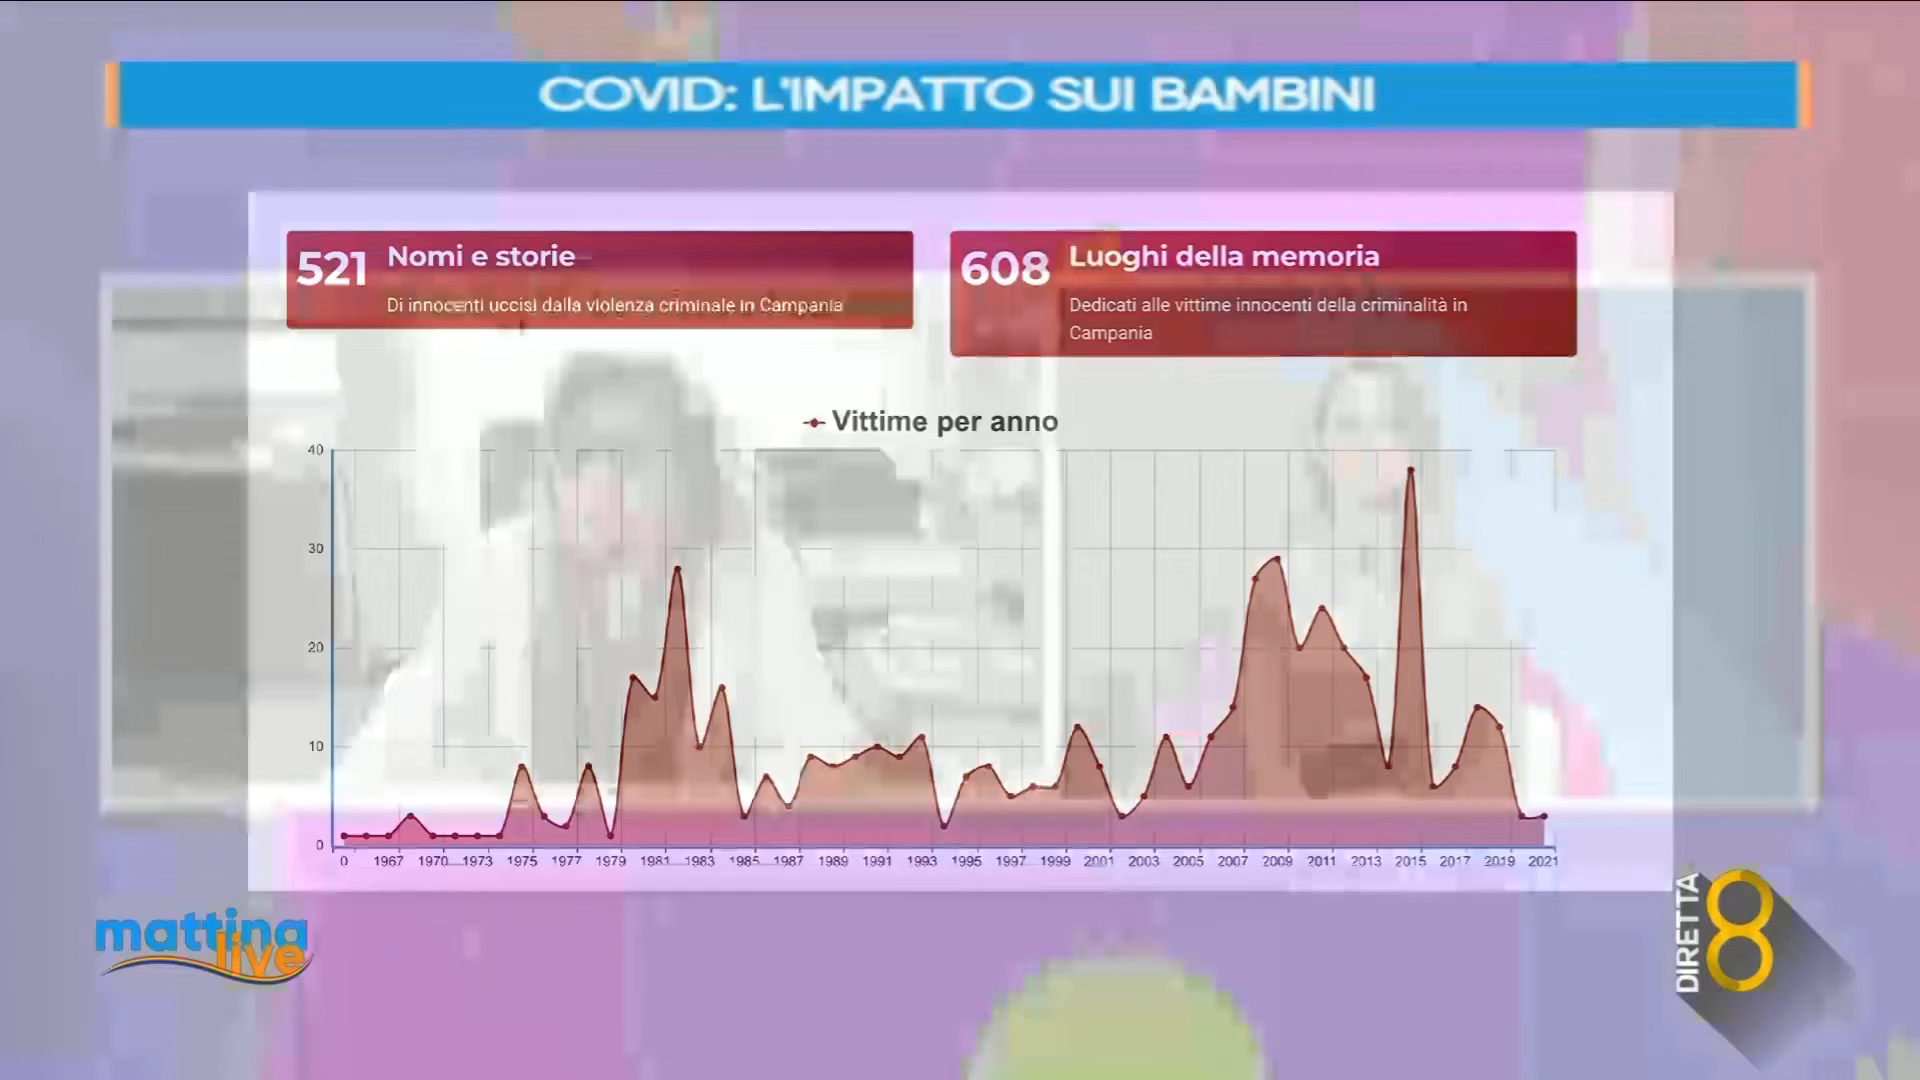 COVID: L'IMPATTO SUI BAMBINI
521
Nomi e storie
Di innocenti uccisi dalla violenza criminale in Campania
608
Luoghi della memoria
Dedicati alle vittime innocenti della criminalità in
Campania
Vittime per anno
40
30
20
10
0
0 1967 1970 1973 1975 1977 1979 1981 1983 1985 1987 1989 1991 1993 1995 1997 1999 2001 2003 2005 2007 2009 2011 2013 2015 2017 2019 2021
mattina
live
DIRETTA
8